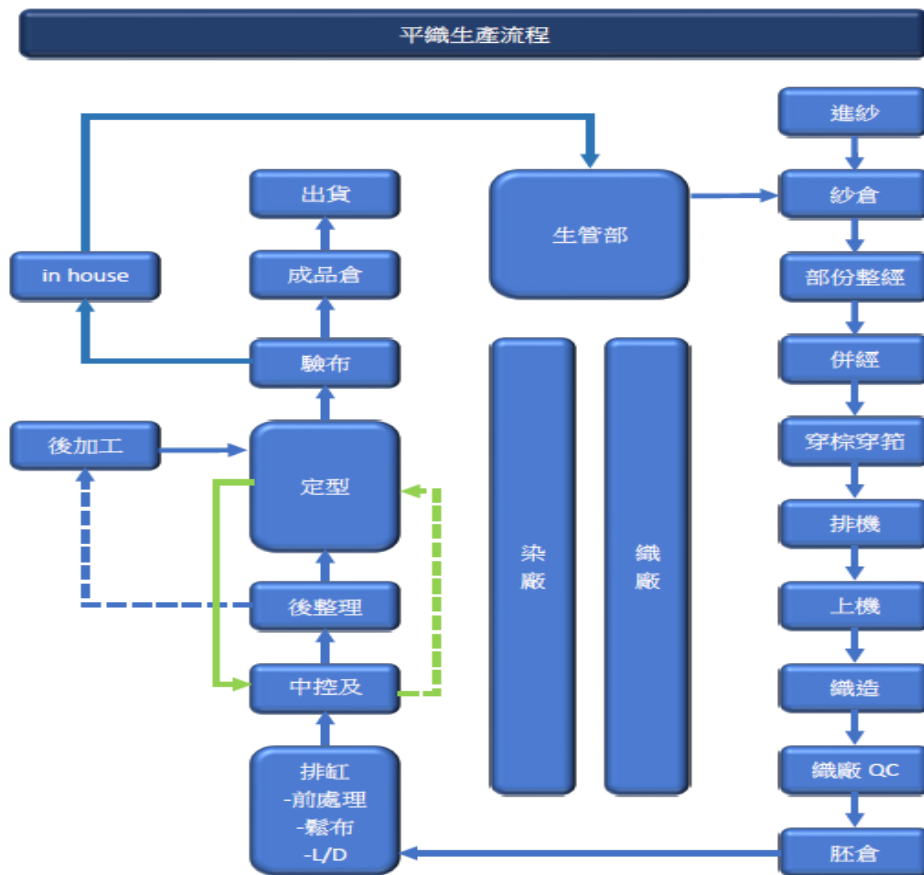 平織生產流程
進紗
出貨
生管部
紗倉
in house
成品倉
部份整經
驗布
併經
後加工
定型
穿棕穿筘
排機
染
廠
織
廠
後整理
上機
中控及
織造
排缸
-前處理
-鬆布
-L/D
織廠 QC
胚倉